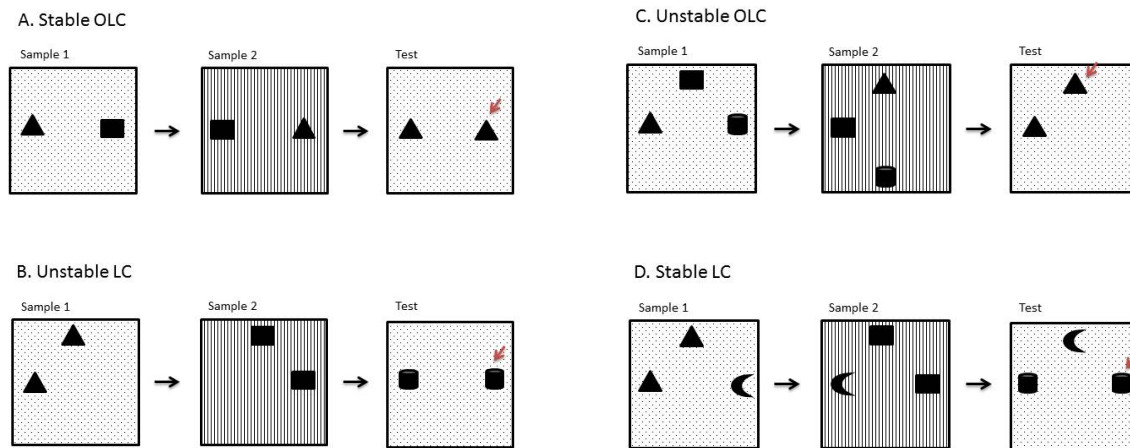 A. Stable OLC
Sample 1
Sample 2
Test
C. Unstable OLC
Sample 1
Sample 2
Test
B. Unstable LC
Sample 1
Sample 2
Test
D. Stable LC
Sample 1
Sample 2
Test